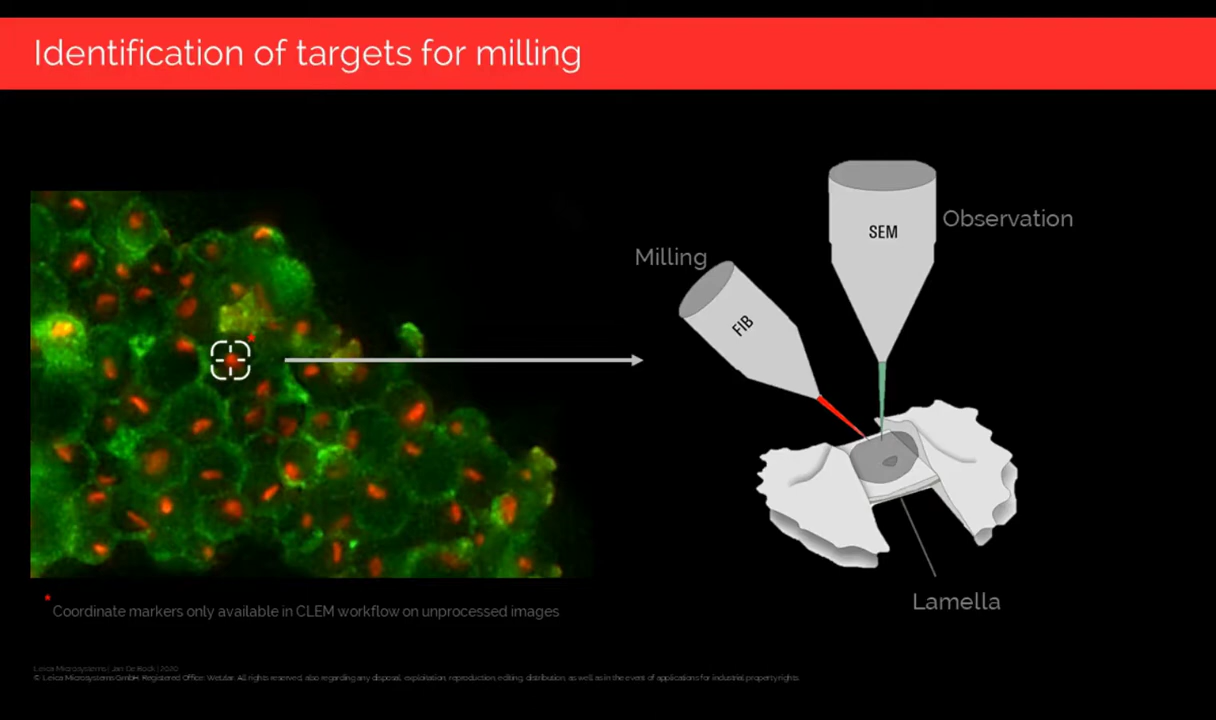 Identification of targets for milling
SEM
Observation
Milling
FIB
Lamella
* Coordinate markers only available in CLEM workflow on unprocessed images
Leica Microsystems | Jan De Bock | 2020
© Leica Microsystems GmbH. Registered Office: Wetzlar. All rights reserved, also regarding any disposal, exploitation, reproduction, editing, distribution, as well as in the event of applications for industrial property rights.